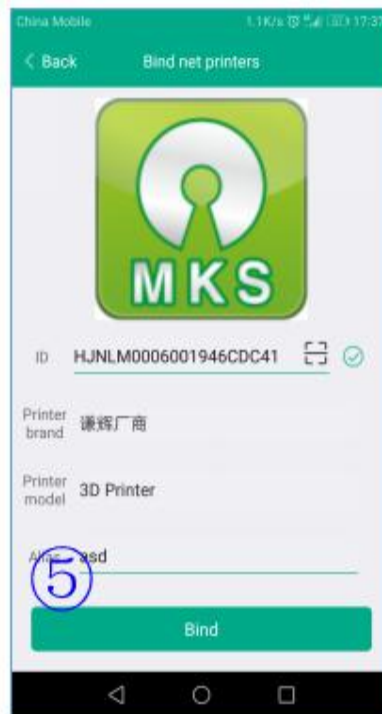 China Mobile 1.1K/s 17:37
< Back Bind net printers
MKS
ID HJNLM0006001946CDC41
Printer brand 谦辉厂商
Printer model 3D Printer
Alias asd
⑤
Bind